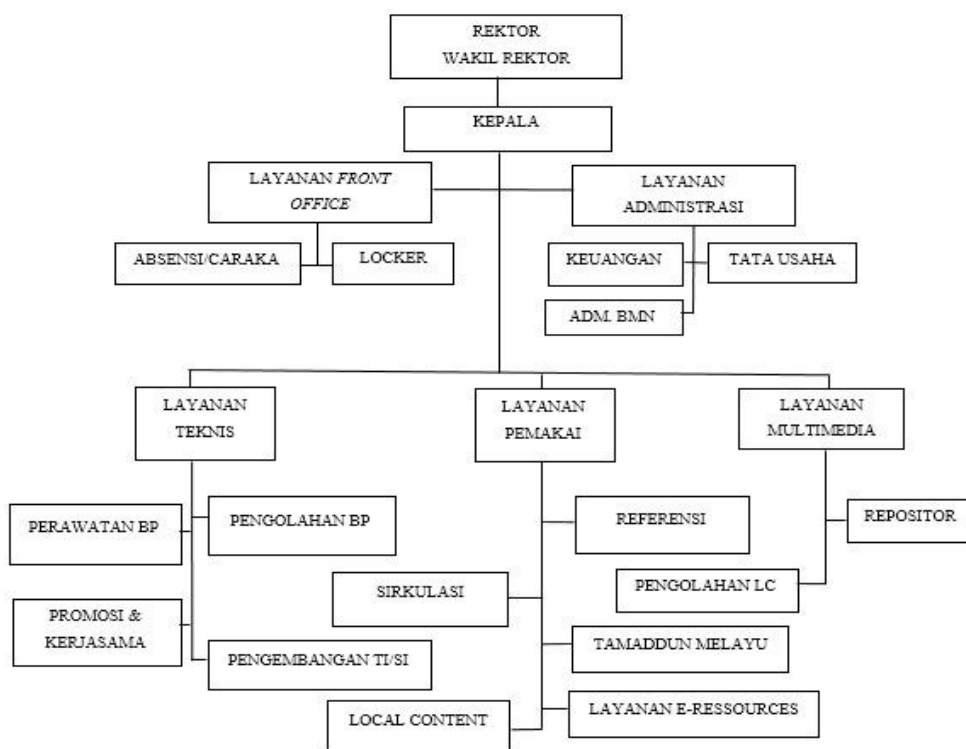 REKTOR
WAKIL REKTOR
KEPALA
LAYANAN FRONT
OFFICE
LAYANAN
ADMINISTRASI
ABSENSI/CARAKA
LOCKER
KEUANGAN
TATA USAHA
ADM. BMN
LAYANAN
TEKNIS
LAYANAN
PEMAKAI
LAYANAN
MULTIMEDIA
PERAWATAN BP
PENGOLAHAN BP
REFERENSI
REPOSITOR
SIRKULASI
PENGOLAHAN LC
PROMOSI &
KERJASAMA
TAMADDUN MELAYU
PENGEMBANGAN TI/SI
LAYANAN E-RESSOURCES
LOCAL CONTENT